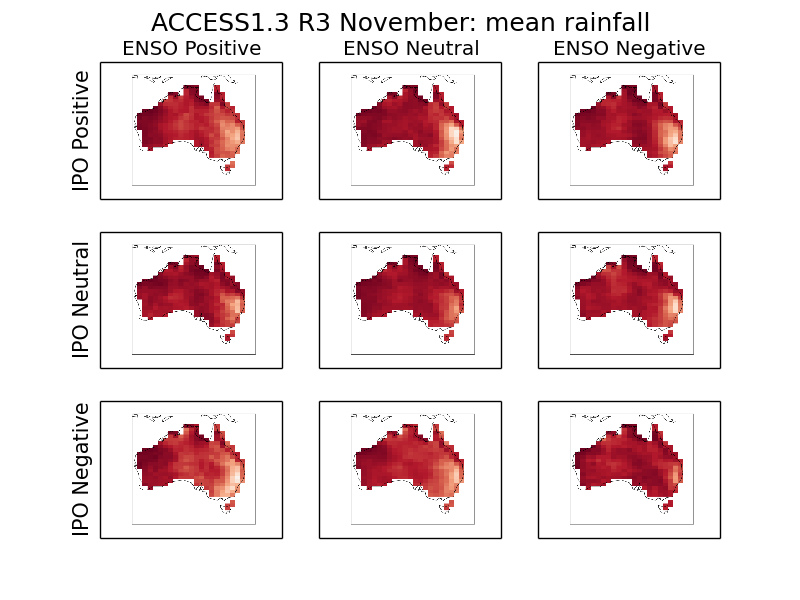 ACCESS1.3 R3 November: mean rainfall
ENSO Positive
ENSO Neutral
ENSO Negative
IPO Positive
IPO Neutral
IPO Negative